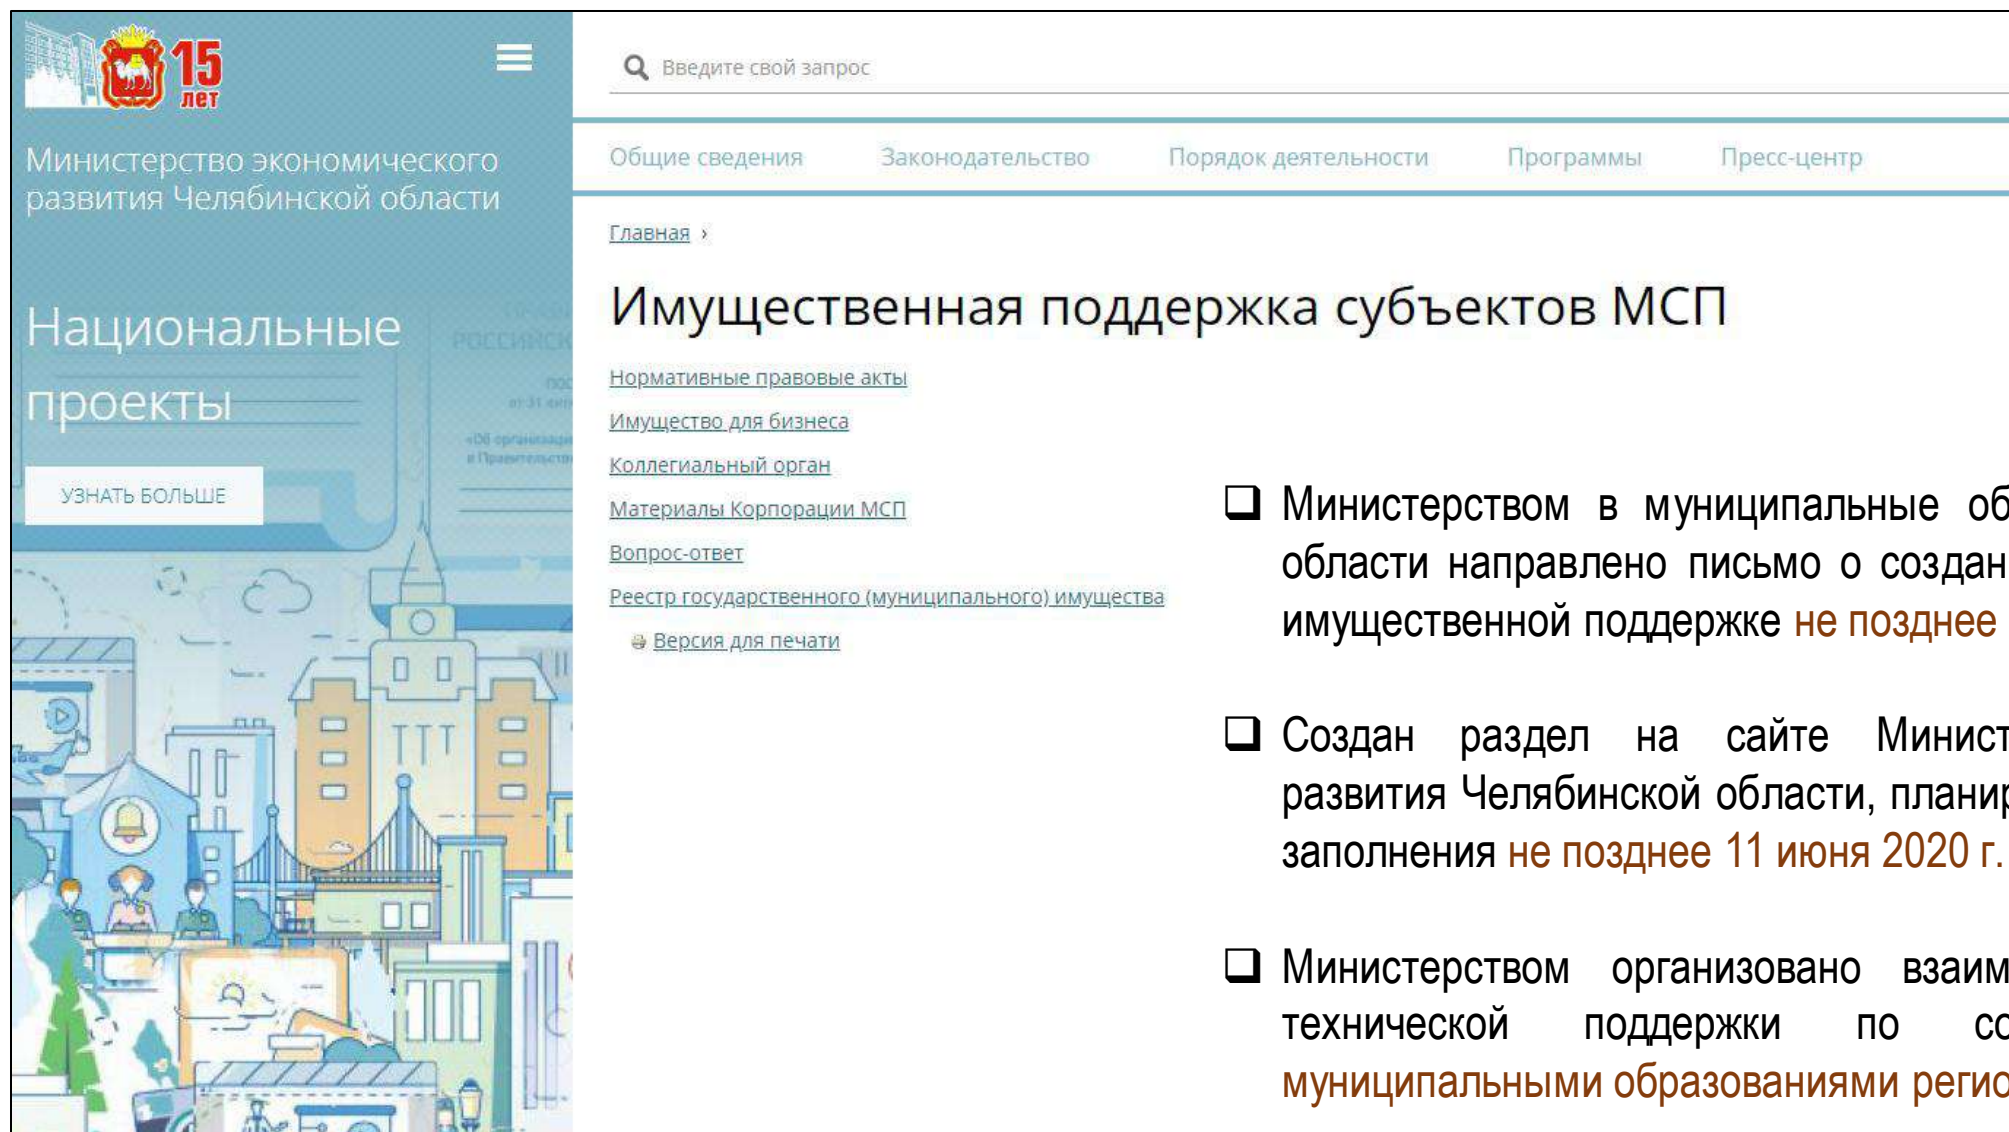 15
лет
Министерство экономического
развития Челябинской области
Национальные
проекты
УЗНАТЬ БОЛЬШЕ
Введите свой запрос
Общие сведения Законодательство Порядок деятельности Программы Пресс-центр
Главная ›
Имущественная поддержка субъектов МСП
Нормативные правовые акты
Имущество для бизнеса
Коллегиальный орган
Материалы Корпорации МСП
Вопрос-ответ
Реестр государственного (муниципального) имущества
Версия для печати
Министерством в муниципальные об
области направлено письмо о создан
имущественной поддержке не позднее
Создан раздел на сайте Минист
развития Челябинской области, планир
заполнения не позднее 11 июня 2020 г.
Министерством организовано взаим
технической поддержки по со
муниципальными образованиями регио